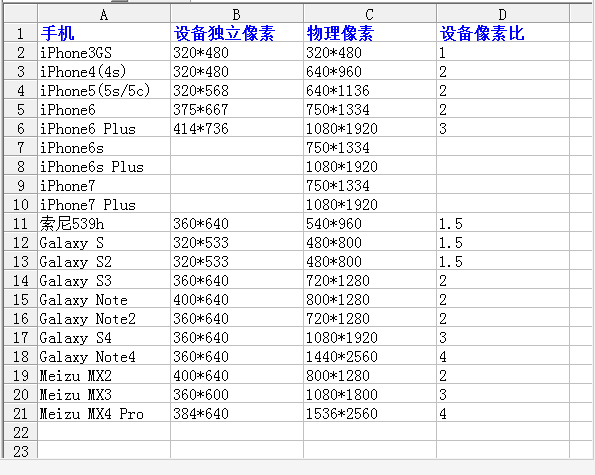 A B C D
1 手机 设备独立像素 物理像素 设备像素比
2 iPhone3GS 320*480 320*480 1
3 iPhone4(4s) 320*480 640*960 2
4 iPhone5(5s/5c) 320*568 640*1136 2
5 iPhone6 375*667 750*1334 2
6 iPhone6 Plus 414*736 1080*1920 3
7 iPhone6s 750*1334
8 iPhone6s Plus 1080*1920
9 iPhone7 750*1334
10 iPhone7 Plus 1080*1920
11 索尼539h 360*640 540*960 1.5
12 Galaxy S 320*533 480*800 1.5
13 Galaxy S2 320*533 480*800 1.5
14 Galaxy S3 360*640 720*1280 2
15 Galaxy Note 400*640 800*1280 2
16 Galaxy Note2 360*640 720*1280 2
17 Galaxy S4 360*640 1080*1920 3
18 Galaxy Note4 360*640 1440*2560 4
19 Meizu MX2 400*640 800*1280 2
20 Meizu MX3 360*600 1080*1800 3
21 Meizu MX4 Pro 384*640 1536*2560 4
22
23